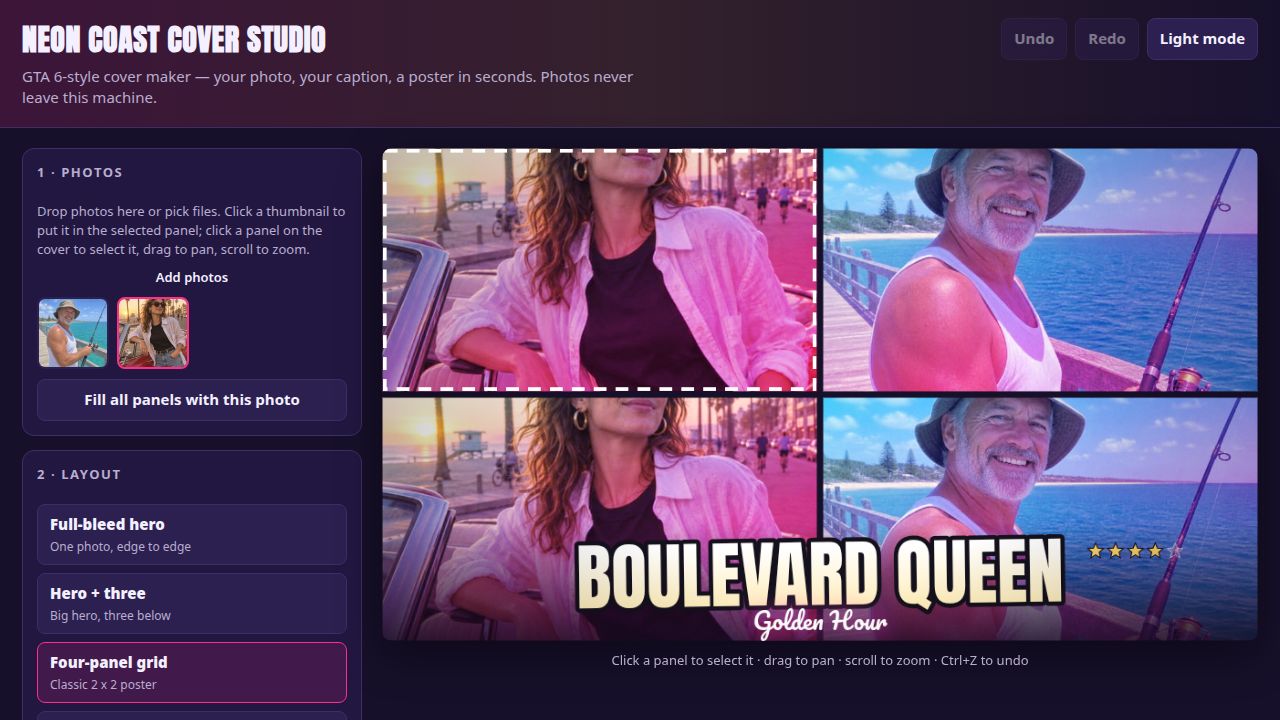 NEON COAST COVER STUDIO
GTA 6-style cover maker — your photo, your caption, a poster in seconds. Photos never
leave this machine.
Undo
Redo
Light mode
1 · PHOTOS
Drop photos here or pick files. Click a thumbnail to
put it in the selected panel; click a panel on the
cover to select it, drag to pan, scroll to zoom.
Add photos
Fill all panels with this photo
2 · LAYOUT
Full-bleed hero
One photo, edge to edge
Hero + three
Big hero, three below
Four-panel grid
Classic 2 x 2 poster
BOULEVARD QUEEN
Golden Hour
Click a panel to select it · drag to pan · scroll to zoom · Ctrl+Z to undo